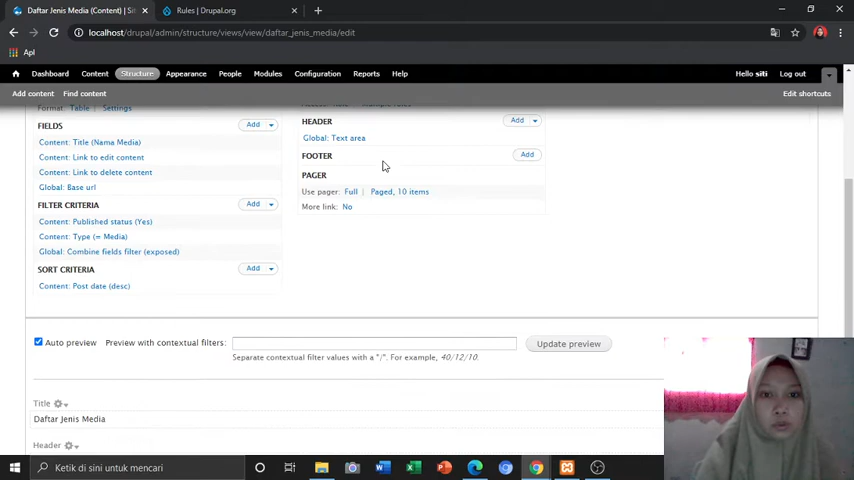 Daftar Jenis Media (Content) | Sit
Rules | Drupal.org
localhost/drupal/admin/structure/views/view/daftar_jenis_media/edit
Apl
Dashboard Content Structure Appearance People Modules Configuration Reports Help Hello siti Log out
Add content Find content Edit shortcuts
Format: Table Settings
FIELDS Add
Content: Title (Nama Media)
Content: Link to edit content
Content: Link to delete content
Global: Base url
FILTER CRITERIA Add
Content: Published status (Yes)
Content: Type (= Media)
Global: Combine fields filter (exposed)
SORT CRITERIA Add
Content: Post date (desc)
HEADER Add
Global: Text area
FOOTER Add
PAGER
Use pager: Full | Paged, 10 items
More link: No
Auto preview Preview with contextual filters: Update preview
Separate contextual filter values with a "/". For example, 40/12/10.
Title
Daftar Jenis Media
Header
Ketik di sini untuk mencari